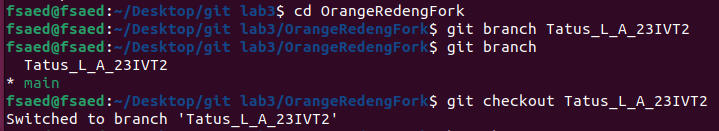 fsaed@fsaed:~/Desktop/git lab3$ cd OrangeRedengFork
fsaed@fsaed:~/Desktop/git lab3/OrangeRedengFork$ git branch Tatus_L_A_23IVT2
fsaed@fsaed:~/Desktop/git lab3/OrangeRedengFork$ git branch
  Tatus_L_A_23IVT2
* main
fsaed@fsaed:~/Desktop/git lab3/OrangeRedengFork$ git checkout Tatus_L_A_23IVT2
Switched to branch 'Tatus_L_A_23IVT2'